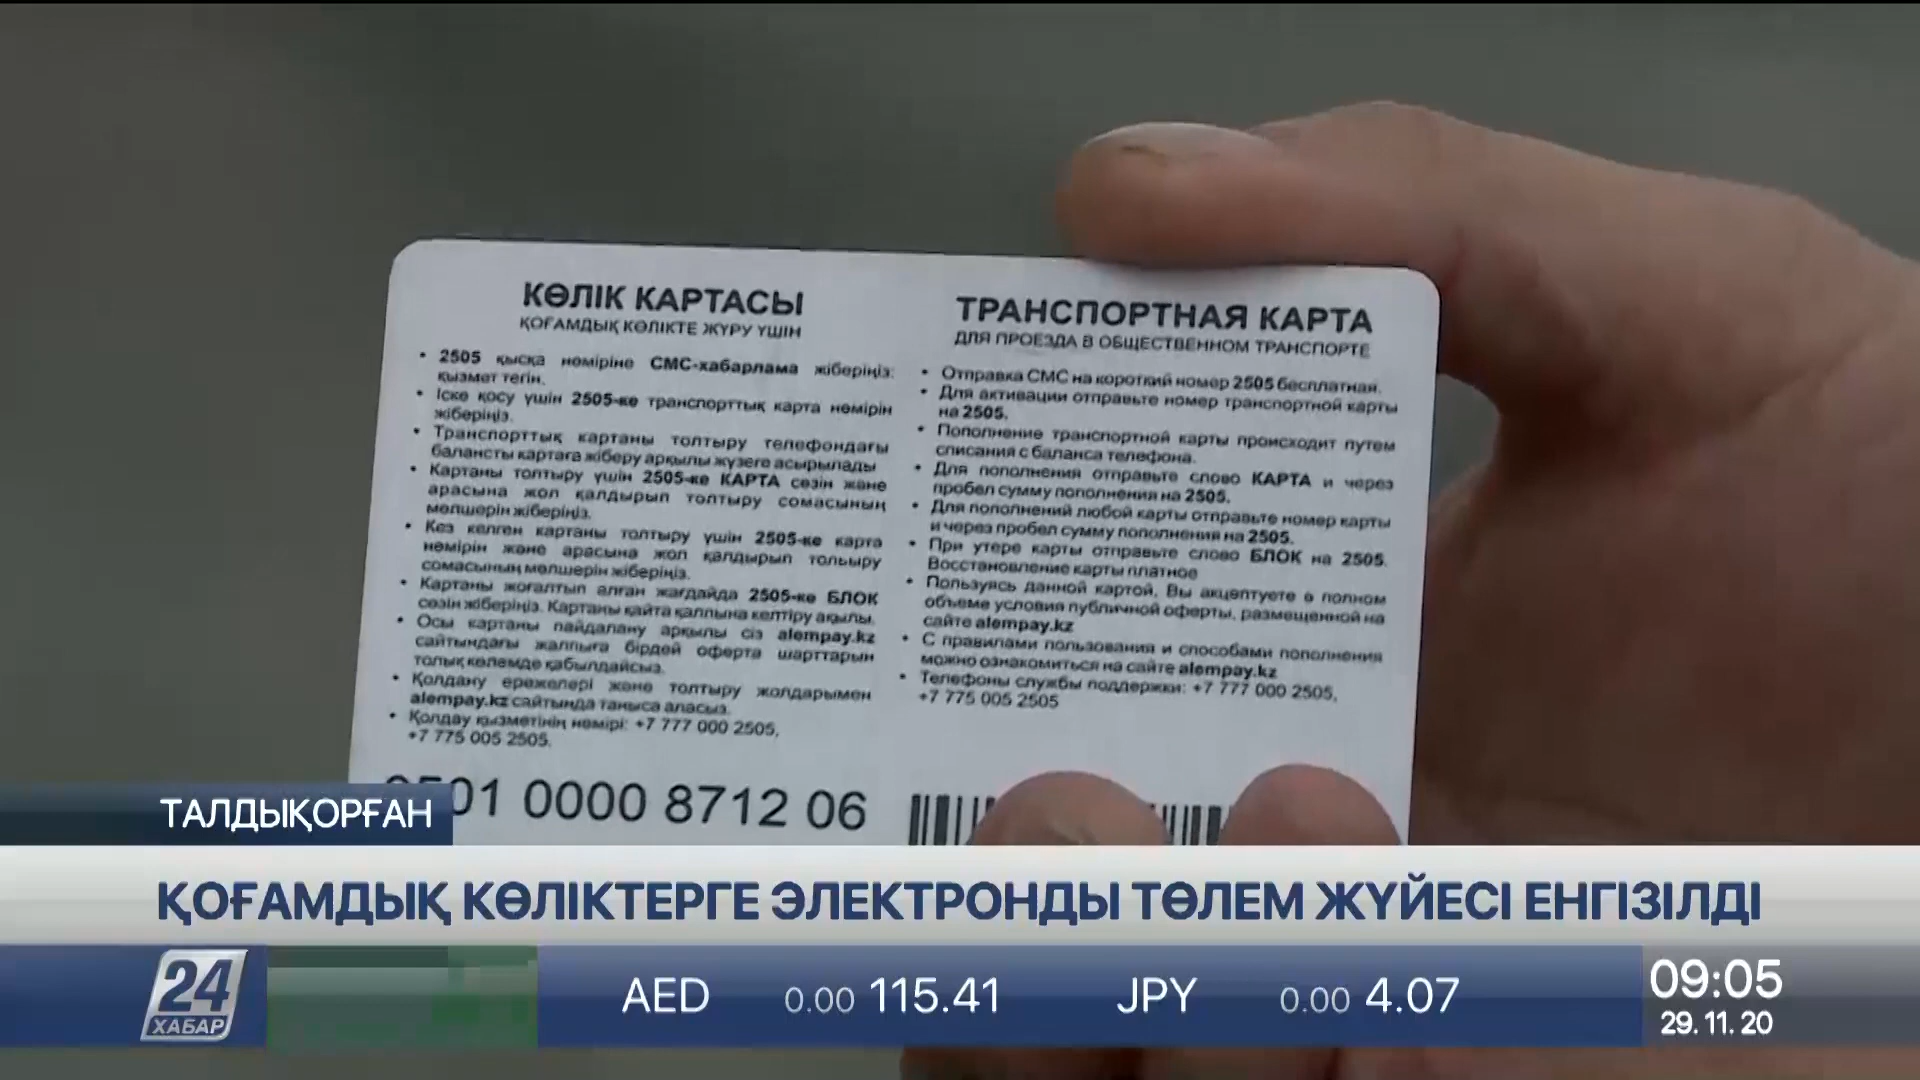 КӨЛІК КАРТАСЫ
ҚОҒАМДЫҚ КӨЛІКТЕ ЖҮРУ ҮШІН
• 2505 қысқа нөміріне СМС-хабарлама жіберіңіз:
қызмет тегін.
• Іске қосу үшін 2505-ке транспорттық карта нөмірін
жіберіңіз.
• Транспорттық картаны толтыру телефондағы
балансты картаға жіберу арқылы жүзеге асырылады
• Картаны толтыру үшін 2505-ке КАРТА сөзін және
арасына жол қалдырып толтыру сомасының
мөлшерін жіберіңіз.
• Кез келген картаны толтыру үшін 2505-ке карта
нөмірін және арасына жол қалдырып толыыру
сомасының мөлшерін жіберіңіз.
• Картаны жоғалтып алған жағдайда 2505-ке БЛОК
сөзін жіберіңіз. Картаны қайта қалпына келтіру ақылы.
• Осы картаны пайдалану арқылы сіз alempay.kz
сайтындағы жалпыға бірдей оферта шарттарын
толық көлемде қабылдайсыз.
• Қолдану ережелері және толтыру жолдарымен
alempay.kz сайтында таныса аласыз.
• Қолдау қызметінің нөмірі: +7 777 000 2505,
+7 775 005 2505.
ТРАНСПОРТНАЯ КАРТА
ДЛЯ ПРОЕЗДА В ОБЩЕСТВЕННОМ ТРАНСПОРТЕ
• Отправка СМС на короткий номер 2505 бесплатная.
• Для активации отправьте номер транспортной карты
на 2505.
• Пополнение транспортной карты происходит путем
списания с баланса телефона.
• Для пополнения отправьте слово КАРТА и через
пробел сумму пополнения на 2505.
• Для пополнений любой карты отправьте номер карты
и через пробел сумму пополнения на 2505.
• При утере карты отправьте слово БЛОК на 2505.
Восстановление карты платное
• Пользуясь данной картой, Вы акцептуете в полном
объеме условия публичной оферты, размещенной на
сайте alempay.kz
• С правилами пользования и способами пополнения
можно ознакомиться на сайте alempay.kz
• Телефоны службы поддержки: +7 777 000 2505,
+7 775 005 2505
0000 8712 06
ТАЛДЫҚОРҒАН
ҚОҒАМДЫҚ КӨЛІКТЕРГЕ ЭЛЕКТРОНДЫ ТӨЛЕМ ЖҮЙЕСІ ЕНГІЗІЛДІ
24
ХАБАР
AED 0.00 115.41 JPY 0.00 4.07
09:05
29.11.20